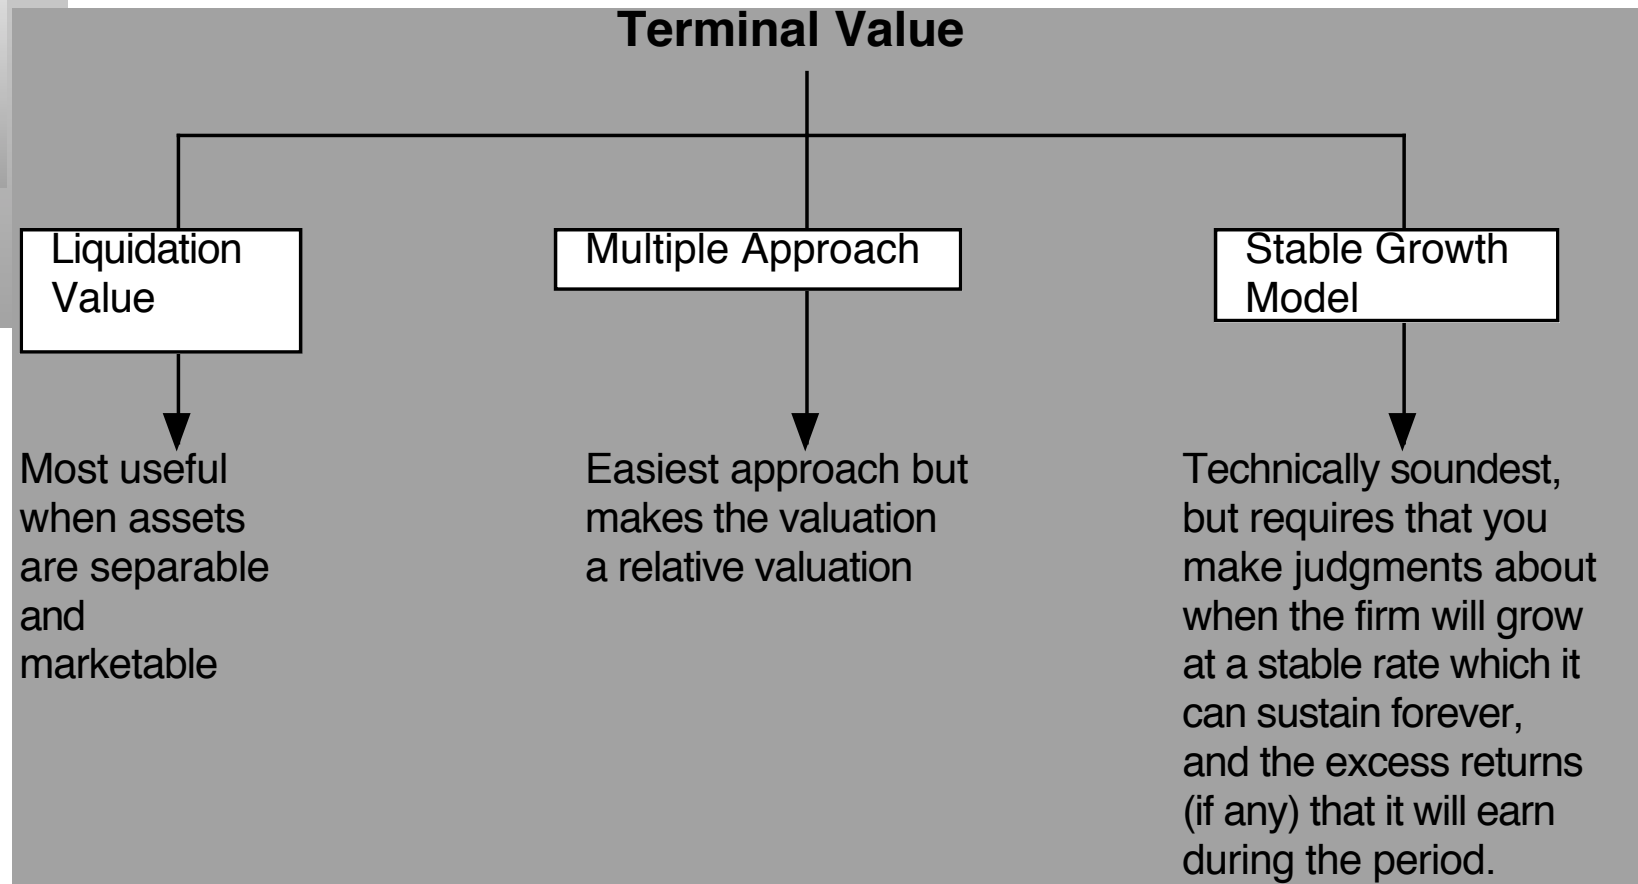 Terminal Value
Liquidation
Value
Multiple Approach
Stable Growth
Model
Most useful
when assets
are separable
and
marketable
Easiest approach but
makes the valuation
a relative valuation
Technically soundest,
but requires that you
make judgments about
when the firm will grow
at a stable rate which it
can sustain forever,
and the excess returns
(if any) that it will earn
during the period.